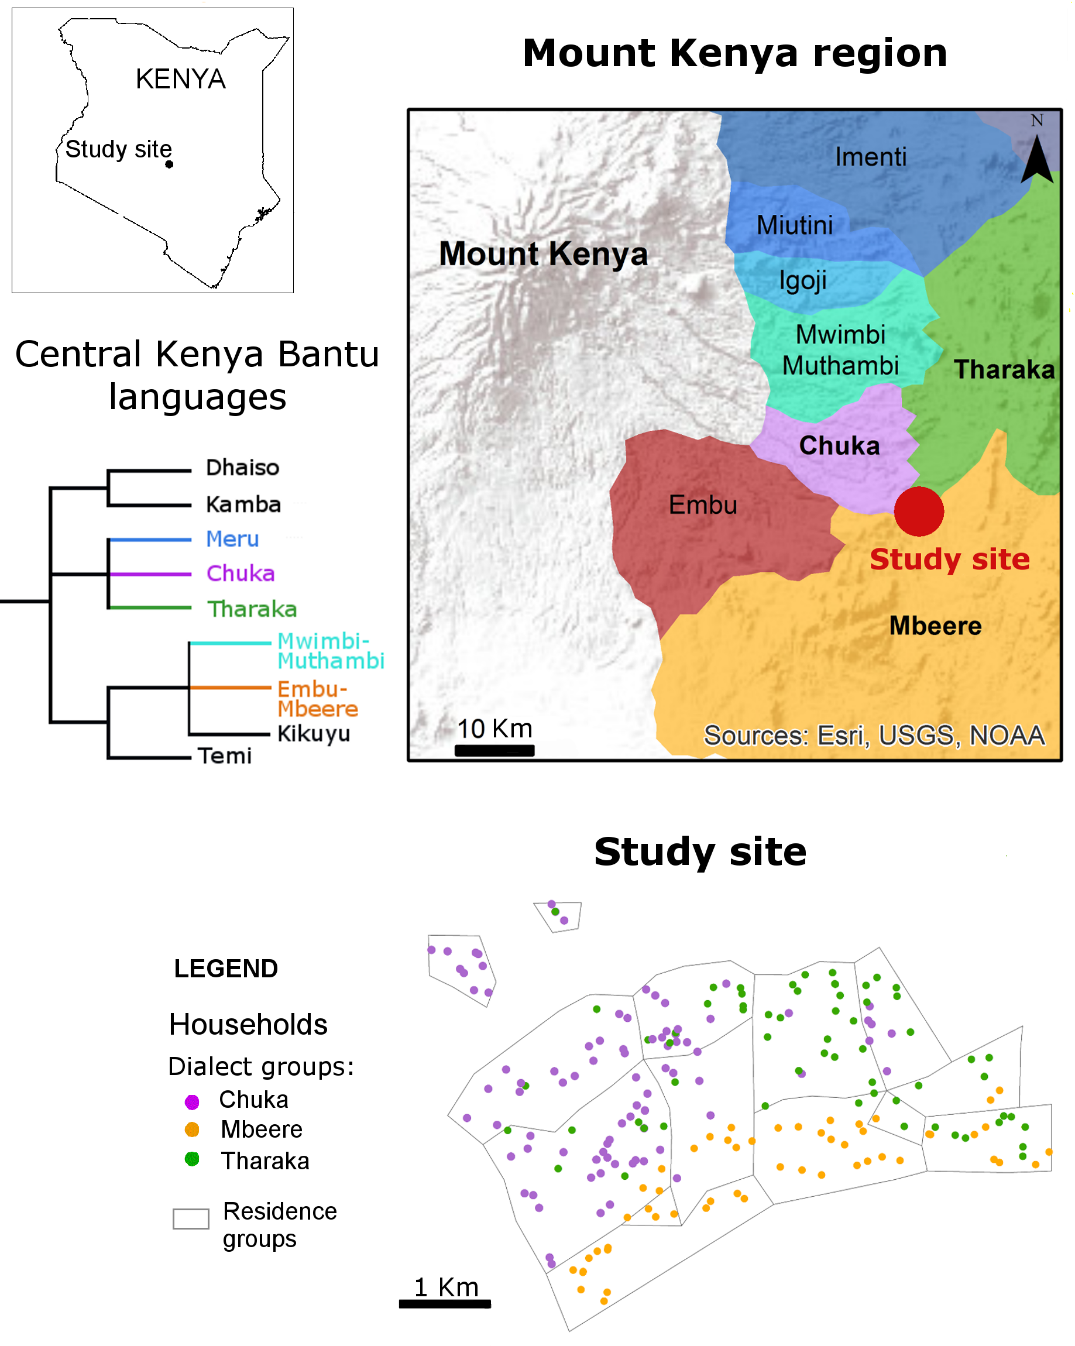 KENYA
Study site
Mount Kenya region
N
Imenti
Miutini
Mount Kenya
Igoji
Mwimbi
Muthambi
Tharaka
Chuka
Embu
Study site
Mbeere
10 Km
Sources: Esri, USGS, NOAA
Central Kenya Bantu
languages
Dhaiso
Kamba
Meru
Chuka
Tharaka
Mwimbi-
Muthambi
Embu-
Mbeere
Kikuyu
Temi
Study site
LEGEND
Households
Dialect groups:
Chuka
Mbeere
Tharaka
Residence
groups
1 Km